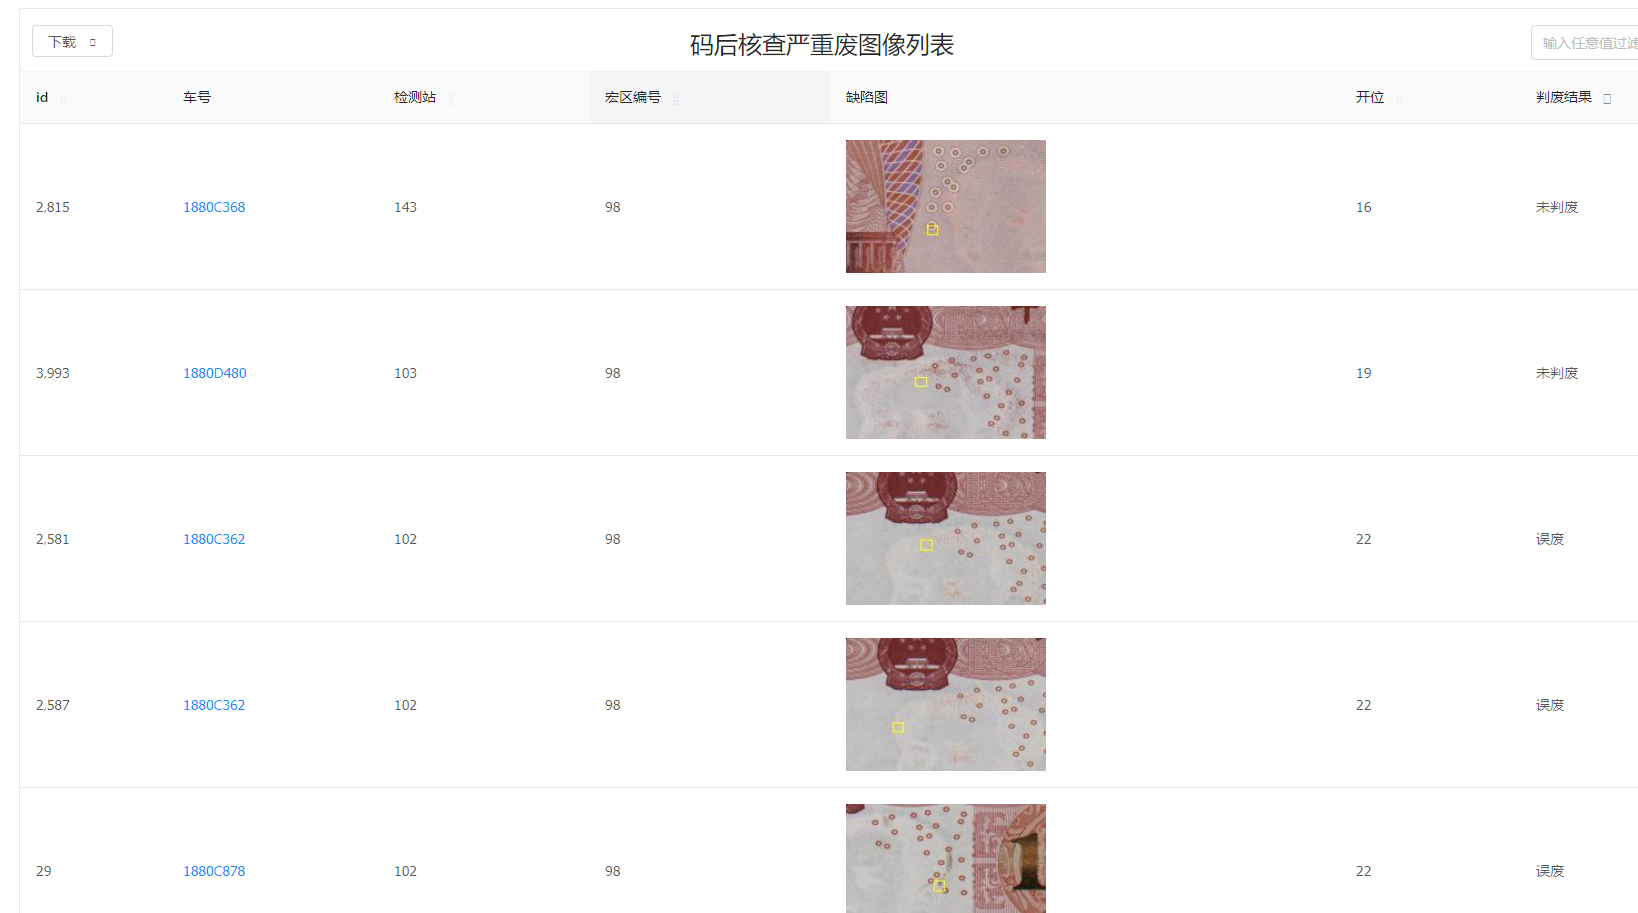 下载
码后核查严重废图像列表
输入任意值过滤
id 车号 检测站 宏区编号 缺陷图 开位 判废结果
2,815 1880C368 143 98 16 未判废
3,993 1880D480 103 98 19 未判废
2,581 1880C362 102 98 22 误废
2,587 1880C362 102 98 22 误废
29 1880C878 102 98 22 误废